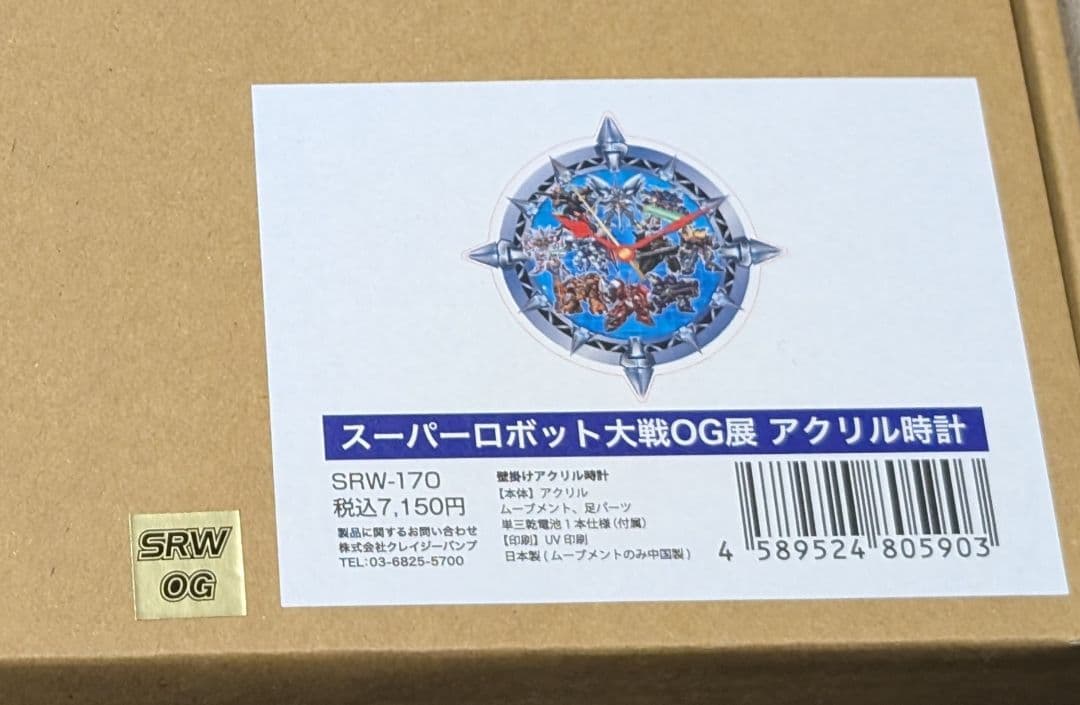 スーパーロボット大戦OG展 アクリル時計
SRW-170
税込7,150円
製品に関するお問い合わせ
株式会社クレイジーバンプ
TEL:03-6825-5700
壁掛けアクリル時計
【本体】アクリル
ムーブメント、足パーツ
単三乾電池1本仕様(付属)
【印刷】UV印刷
日本製(ムーブメントのみ中国製)
4 589524 805903
SRW
OG